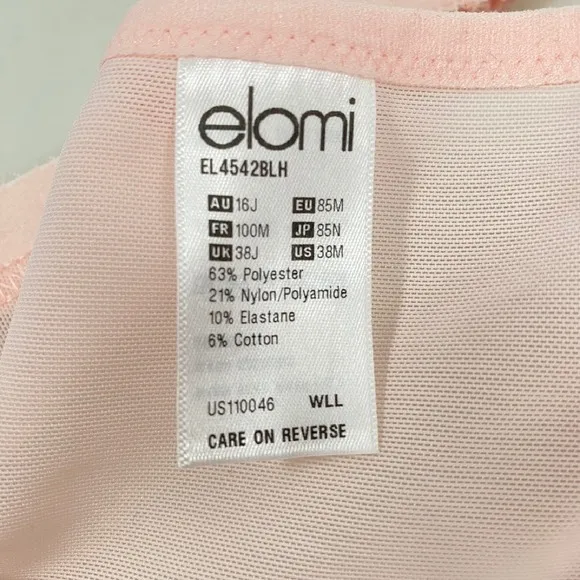 elomi
EL4542BLH
AU 16J EU 85M
FR 100M JP 85N
UK 38J US 38M
63% Polyester
21% Nylon/Polyamide
10% Elastane
6% Cotton
US110046 WLL
CARE ON REVERSE